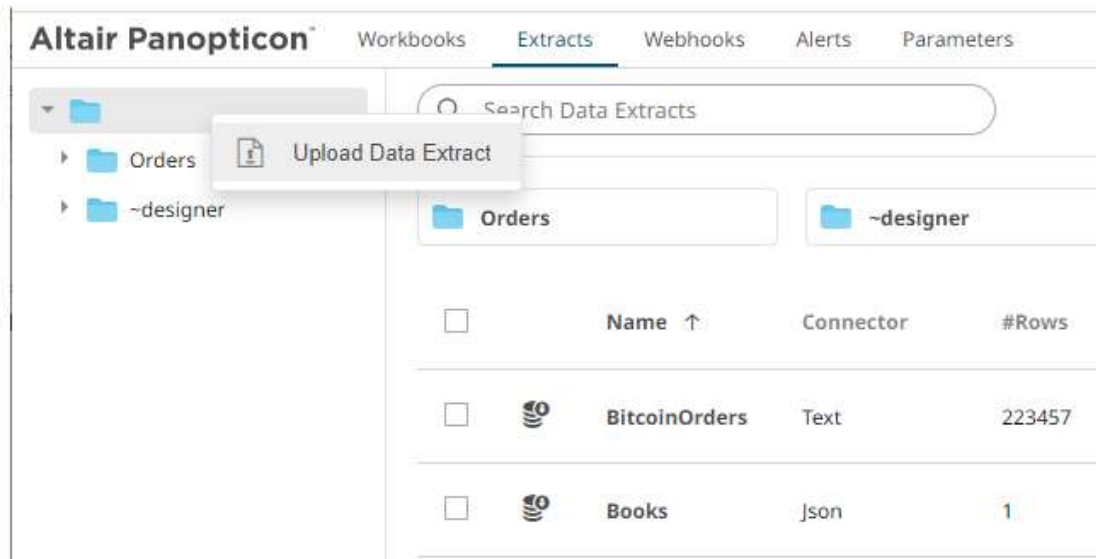 Altair Panopticon™ Workbooks Extracts Webhooks Alerts Parameters
Search Data Extracts
Upload Data Extract
Orders
~designer
Orders ~designer
Name ↑ Connector #Rows
BitcoinOrders Text 223457
Books Json 1